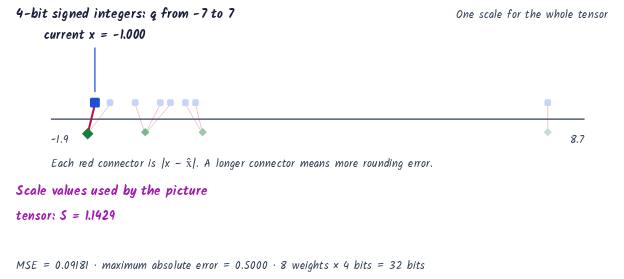 4-bit signed integers: q from -7 to 7
One scale for the whole tensor
current x = -1.000
-1.9
8.7
Each red connector is |x − x̂|. A longer connector means more rounding error.
Scale values used by the picture
tensor: S = 1.1429
MSE = 0.09181 · maximum absolute error = 0.5000 · 8 weights × 4 bits = 32 bits